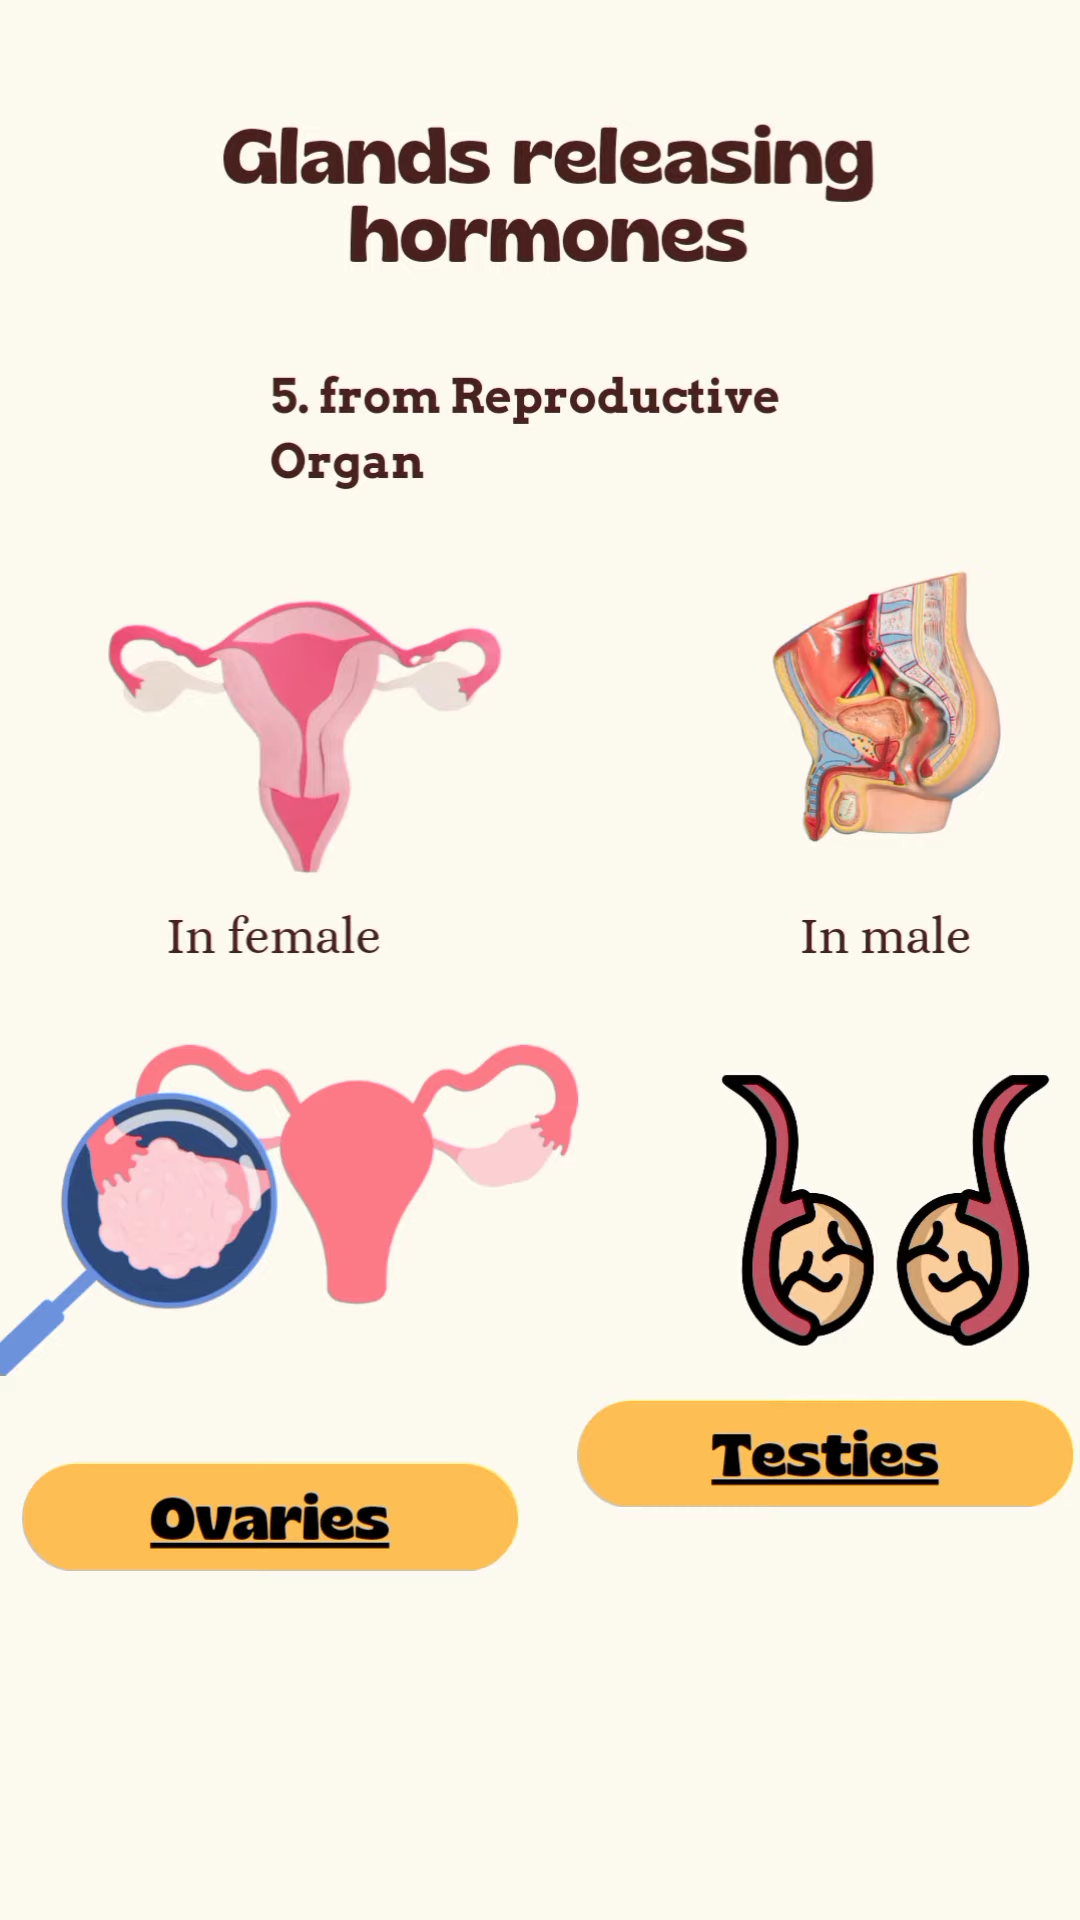 Glands releasing
hormones
5. from Reproductive
Organ
In female
In male
Testies
Ovaries